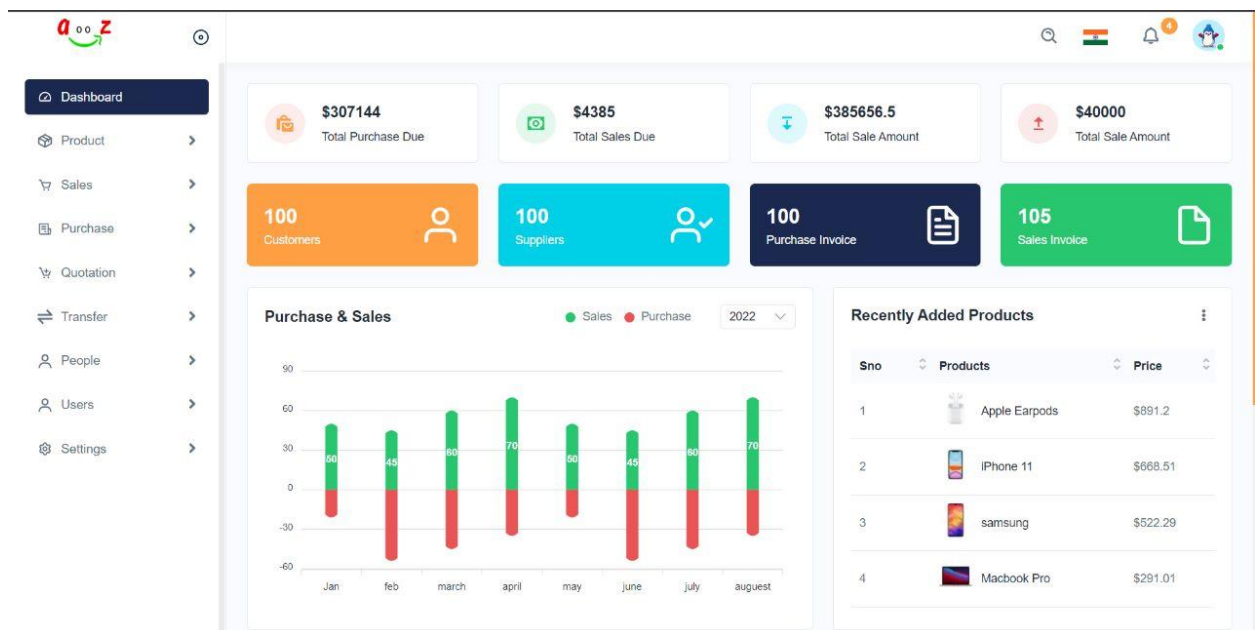 a oo Z
4
Dashboard
Product
Sales
Purchase
Quotation
Transfer
People
Users
Settings
$307144
Total Purchase Due
$4385
Total Sales Due
$385656.5
Total Sale Amount
$40000
Total Sale Amount
100
Customers
100
Suppliers
100
Purchase Invoice
105
Sales Invoice
Purchase & Sales
Sales Purchase 2022
90
60
30
0
-30
-60
50 45 60 70 50 45 60 70
Jan feb march april may june july auguest
Recently Added Products
Sno Products Price
1 Apple Earpods $891.2
2 iPhone 11 $668.51
3 samsung $522.29
4 Macbook Pro $291.01